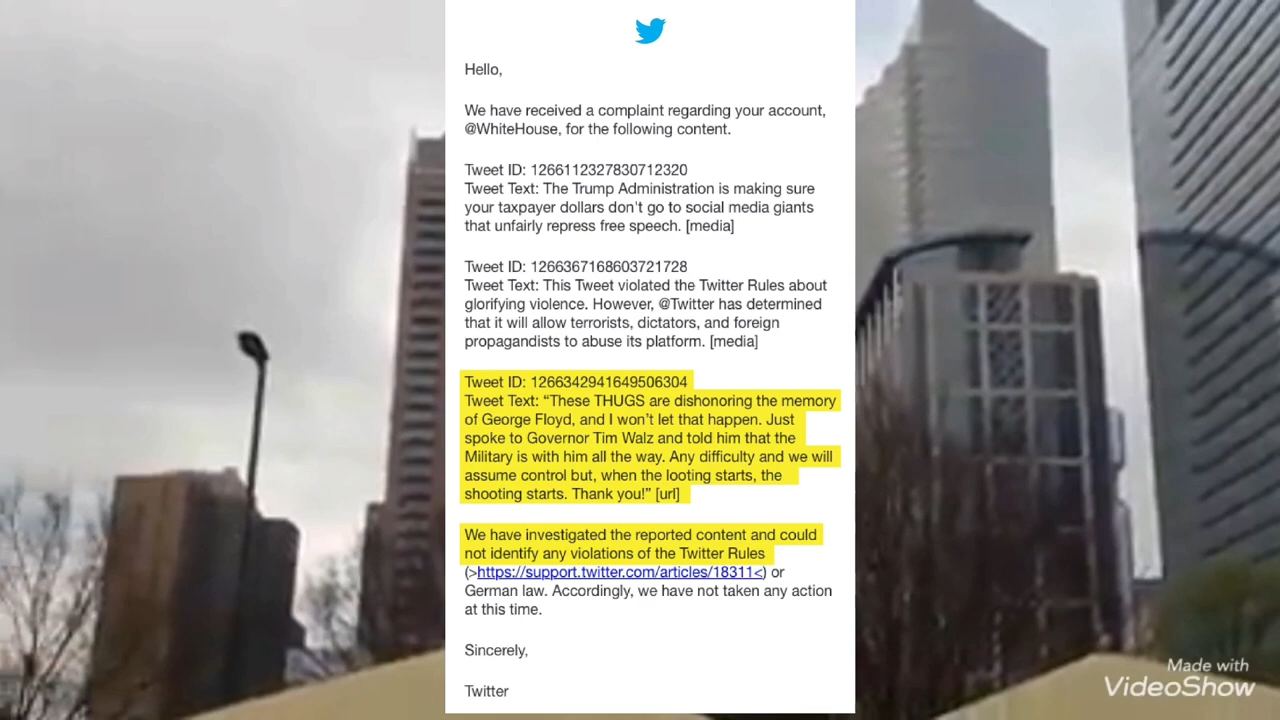 Hello,
We have received a complaint regarding your account,
@WhiteHouse, for the following content.
Tweet ID: 1266112327830712320
Tweet Text: The Trump Administration is making sure
your taxpayer dollars don't go to social media giants
that unfairly repress free speech. [media]
Tweet ID: 1266367168603721728
Tweet Text: This Tweet violated the Twitter Rules about
glorifying violence. However, @Twitter has determined
that it will allow terrorists, dictators, and foreign
propagandists to abuse its platform. [media]
Tweet ID: 1266342941649506304
Tweet Text: “These THUGS are dishonoring the memory
of George Floyd, and I won’t let that happen. Just
spoke to Governor Tim Walz and told him that the
Military is with him all the way. Any difficulty and we will
assume control but, when the looting starts, the
shooting starts. Thank you!” [url]
We have investigated the reported content and could
not identify any violations of the Twitter Rules
(>https://support.twitter.com/articles/18311<) or
German law. Accordingly, we have not taken any action
at this time.
Sincerely,
Twitter
Made with
VideoShow